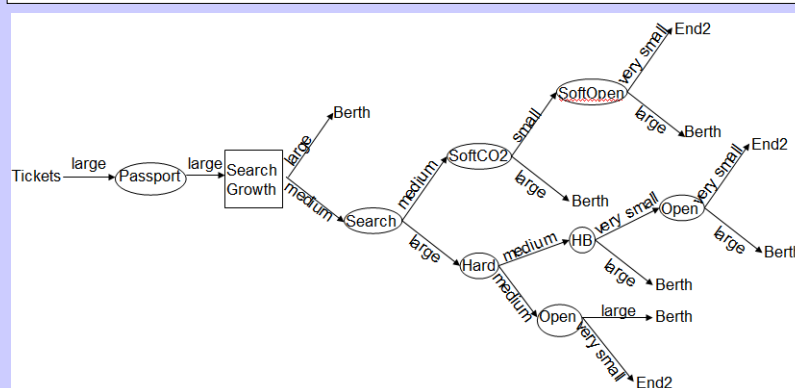 End2
very small
SoftOpen
large
Berth
small
Berth
large
SoftCO2
medium
large
Berth
very small
End2
Open
large
Berth
Tickets
large
Passport
large
Search
Growth
medium
Search
large
Hard
medium
HB
very small
large
Berth
medium
Open
large
Berth
very small
End2